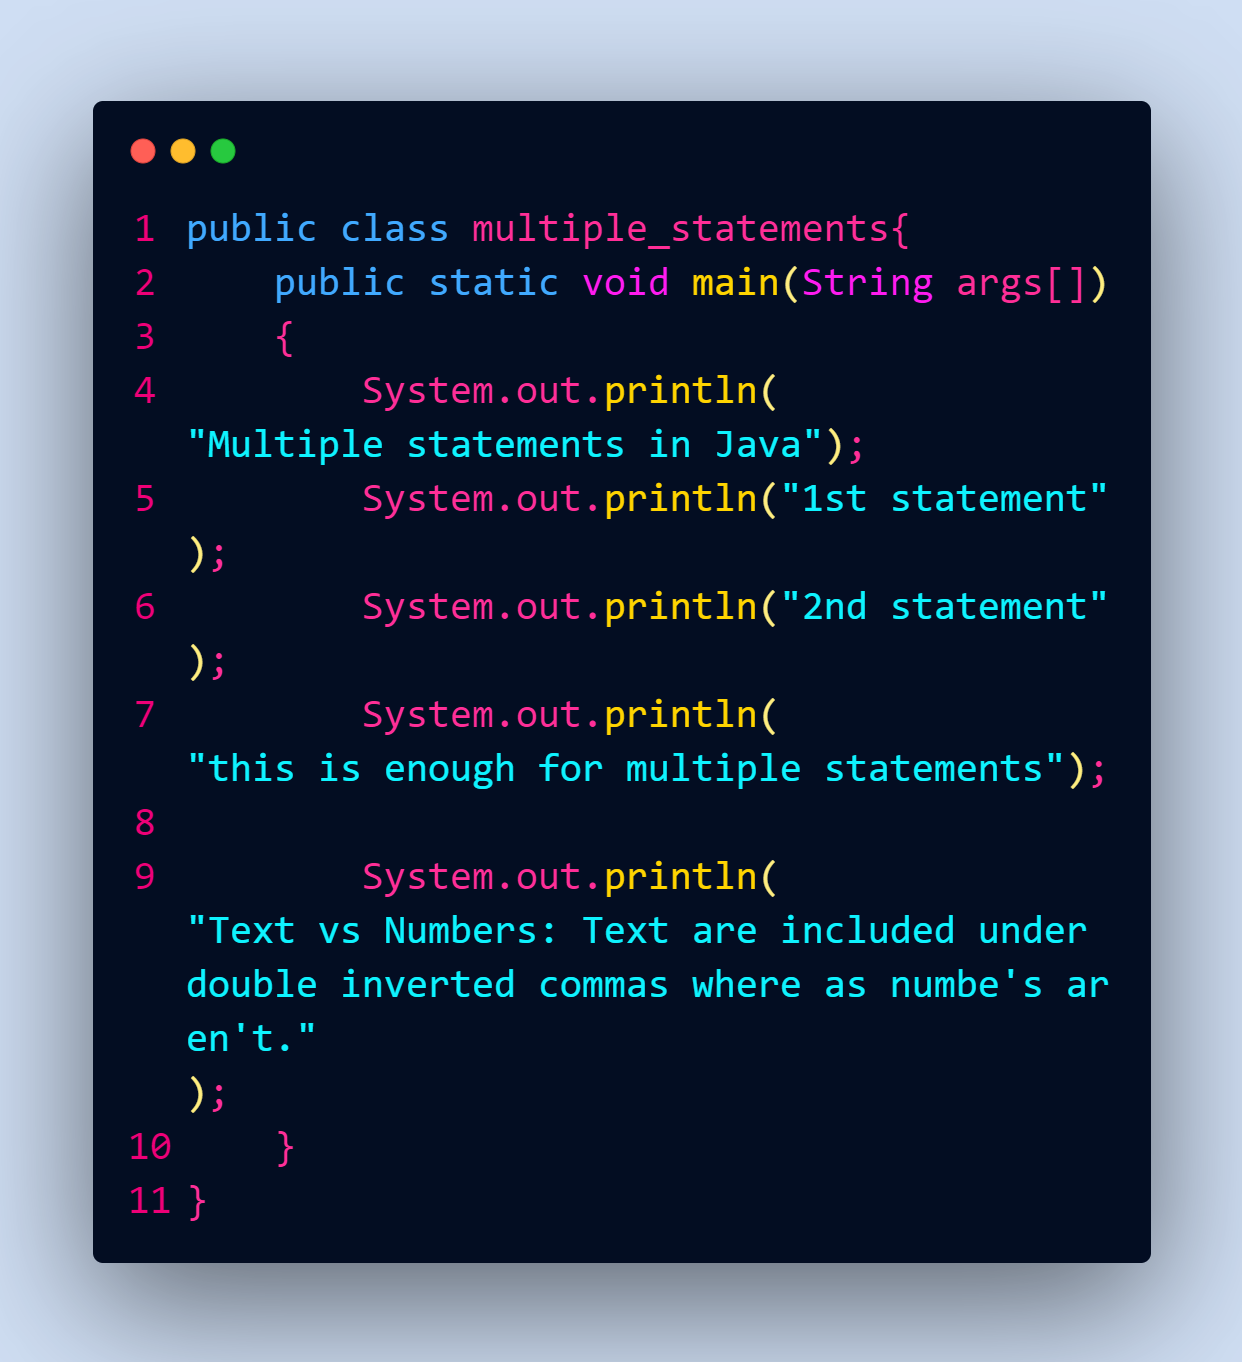 1 public class multiple_statements{
2     public static void main(String args[])
3     {
4         System.out.println(
"Multiple statements in Java");
5         System.out.println("1st statement"
);
6         System.out.println("2nd statement"
);
7         System.out.println(
"this is enough for multiple statements");
8
9         System.out.println(
"Text vs Numbers: Text are included under
double inverted commas where as numbe's ar
en't."
);
10     }
11 }